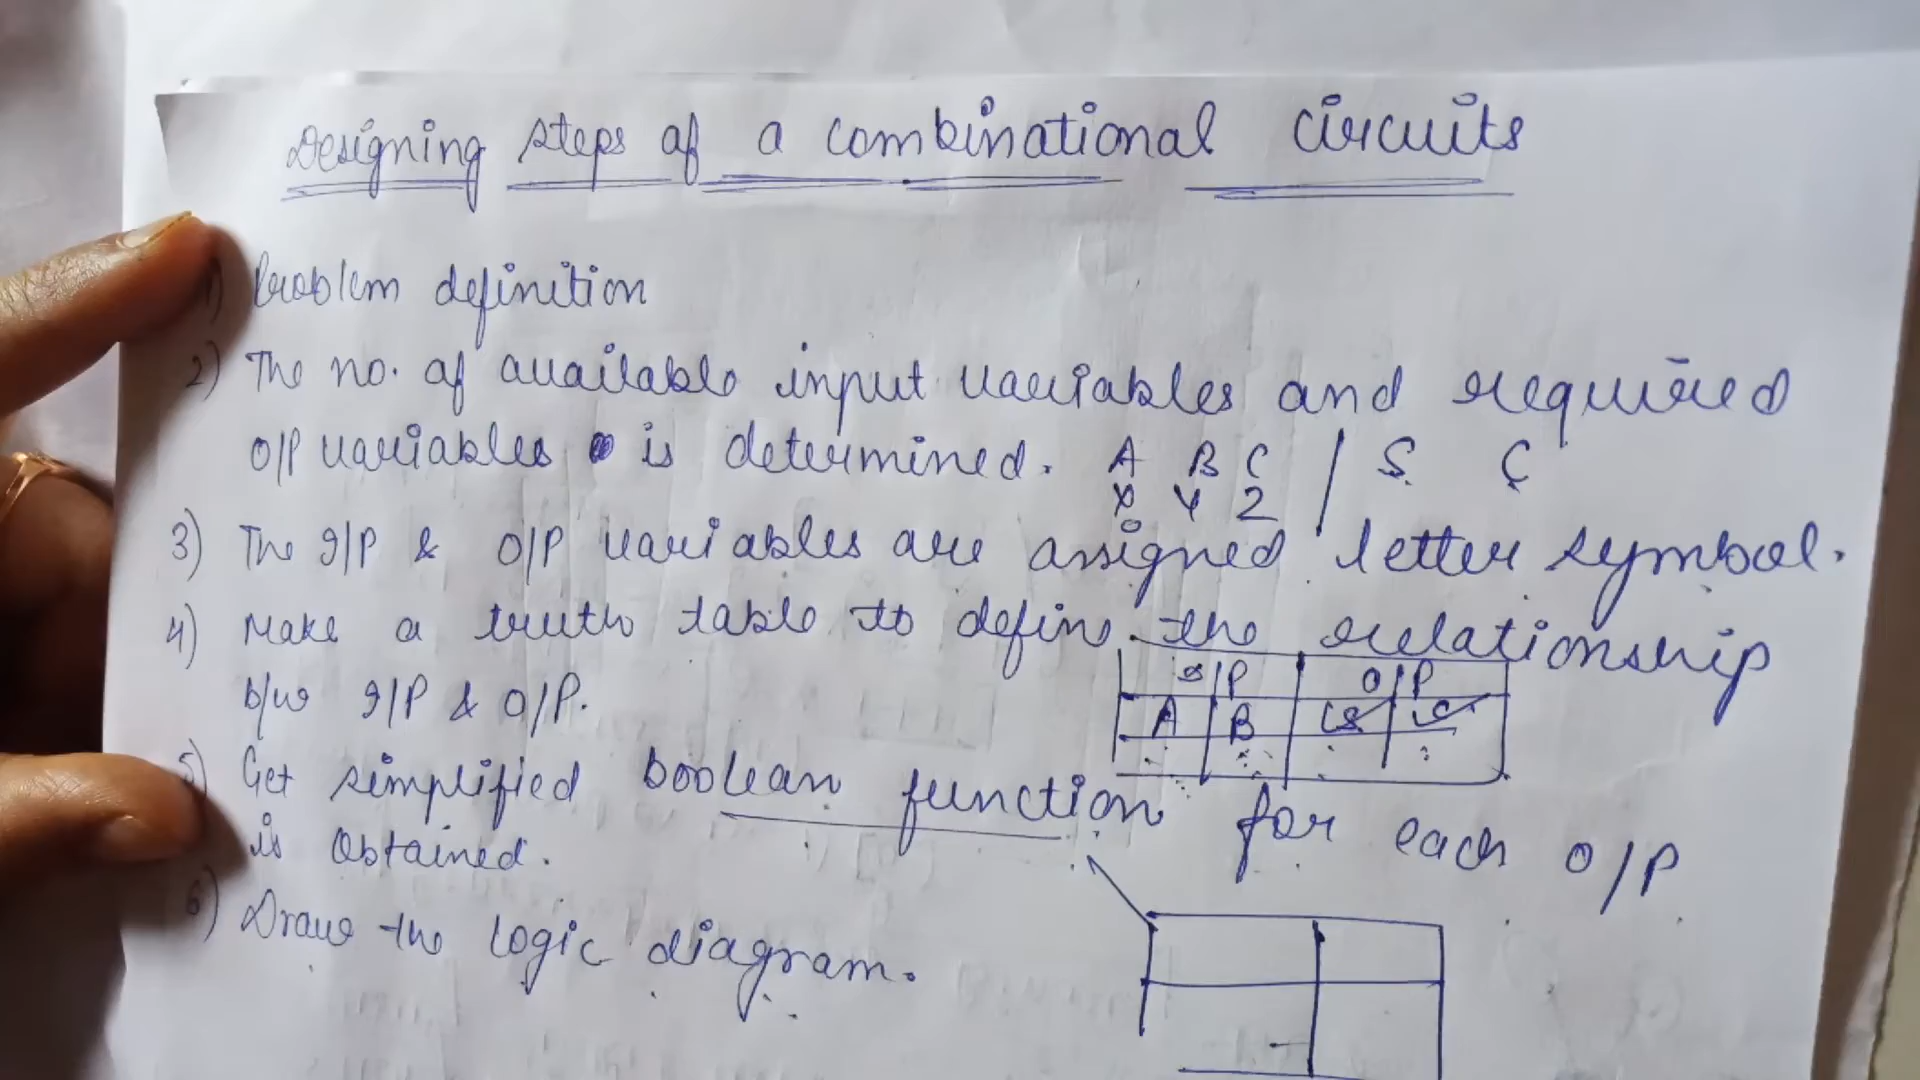 Designing steps of a combinational circuits
1) Problem definition
2) The no. of available input variables and required
O/P variables is determined. A B C / S C
X Y Z
3) The I/P & O/P variables are assigned letter symbol.
4) Make a truth table to define the relationship
b/w I/P & O/P.
I/P O/P
A B S C
5) Get simplified boolean function for each O/P
is obtained.
6) Draw the logic diagram.